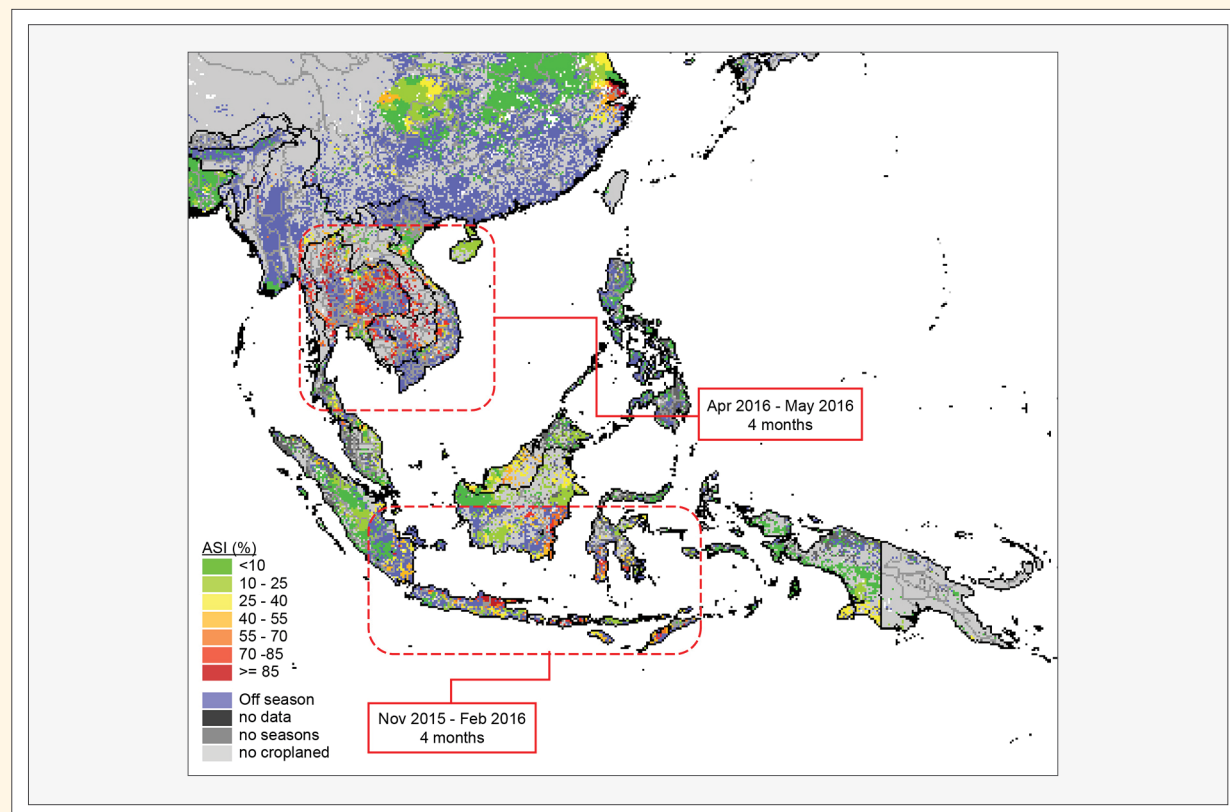 Apr 2016 - May 2016
4 months
ASI (%)
<10
10 - 25
25 - 40
40 - 55
55 - 70
70 -85
>= 85
Off season
no data
no seasons
no croplaned
Nov 2015 - Feb 2016
4 months